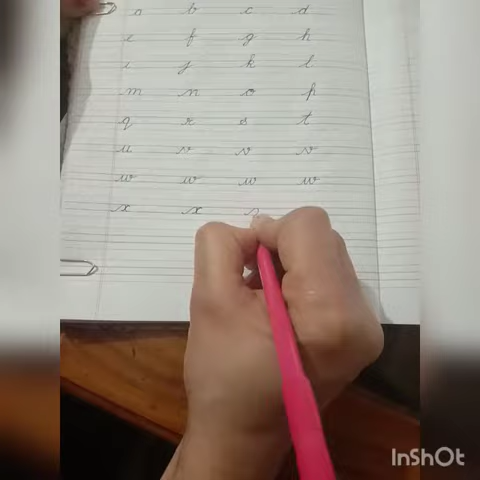 a b c d
e f g h
i j k l
m n o p
q r s t
u v v v
w w w w
x x
InShOt